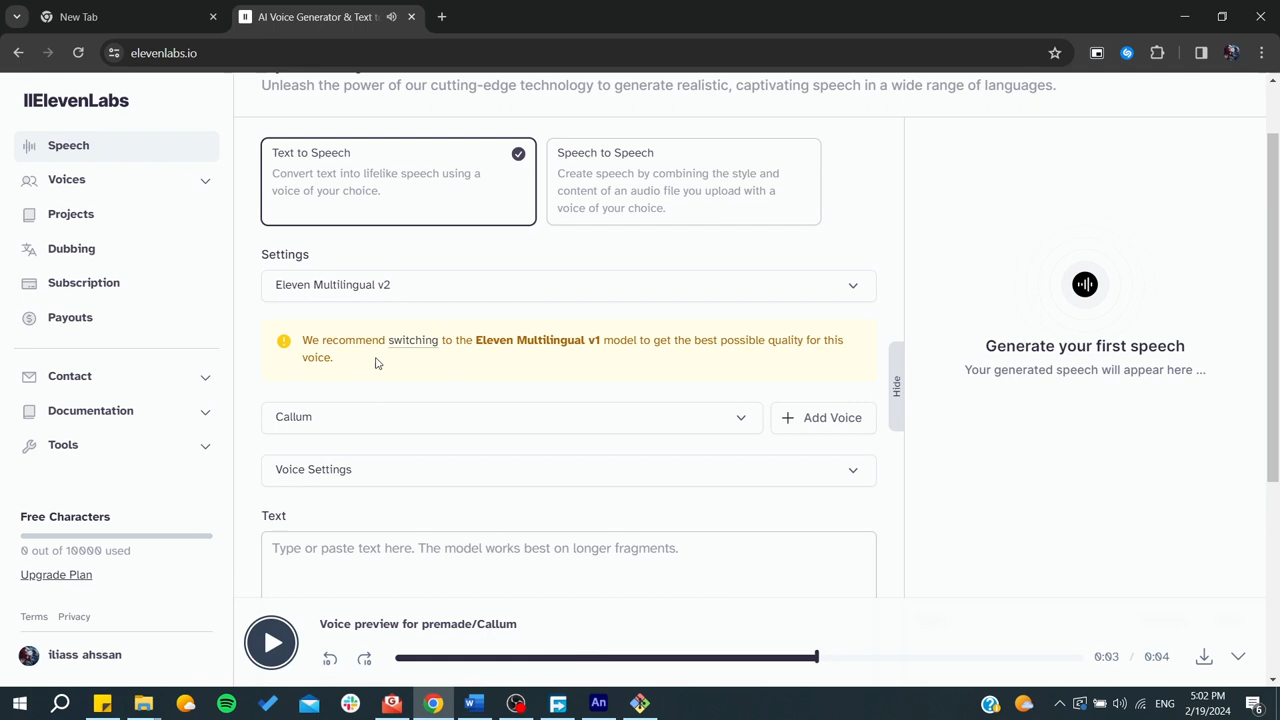 New Tab
AI Voice Generator & Text t
elevenlabs.io
IIElevenLabs
Speech
Voices
Projects
Dubbing
Subscription
Payouts
Contact
Documentation
Tools
Free Characters
0 out of 10000 used
Upgrade Plan
Terms Privacy
iliass ahssan
Unleash the power of our cutting-edge technology to generate realistic, captivating speech in a wide range of languages.
Text to Speech
Convert text into lifelike speech using a
voice of your choice.
Speech to Speech
Create speech by combining the style and
content of an audio file you upload with a
voice of your choice.
Settings
Eleven Multilingual v2
We recommend switching to the Eleven Multilingual v1 model to get the best possible quality for this
voice.
Callum
Add Voice
Voice Settings
Text
Type or paste text here. The model works best on longer fragments.
Hide
Generate your first speech
Your generated speech will appear here ...
Voice preview for premade/Callum
10
10
0:03 / 0:04
W
An
5:02 PM
2/19/2024
6